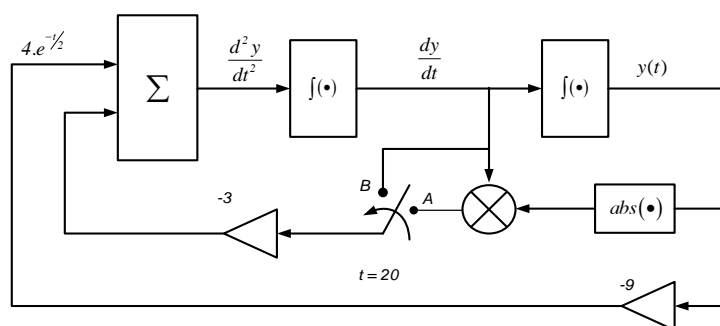 4.e^{-t/2}
Σ
d²y/dt²
∫(•)
dy/dt
∫(•)
y(t)
B
A
-3
abs(•)
t = 20
-9